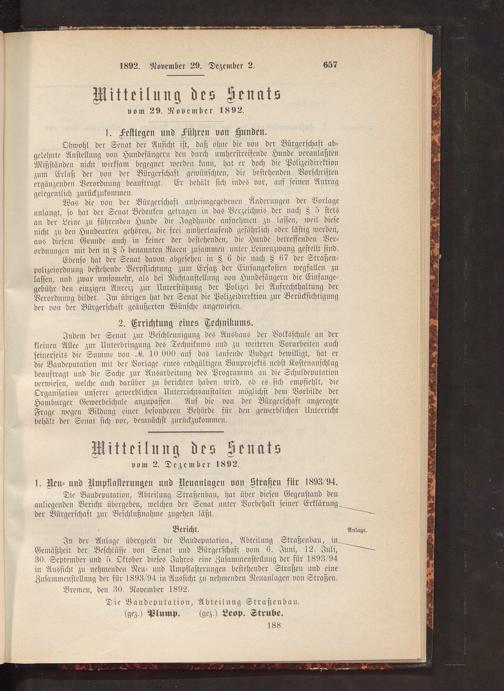 1892. November 29. Dezember 2. 657
Mitteilung des Senats
vom 29. November 1892.
1. Festlegen und Führen von Hunden.
Obwohl der Senat der Ansicht ist, daß ohne die von der Bürgerschaft ab-
gelehnte Anstellung von Hundefängern den durch umherstreifende Hunde veranlaßten
Mißständen nicht wirksam begegnet werden kann, hat er doch die Polizeidirektion
zum Erlaß der von der Bürgerschaft gewünschten, die bestehenden Vorschriften
ergänzenden Verordnung beauftragt. Er behält sich indes vor, auf seinen Antrag
gelegentlich zurückzukommen.
Was die von der Bürgerschaft anheimgegebenen Änderungen der Vorlage
anlangt, so hat der Senat Bedenken getragen in das Verzeichnis der nach § 5 stets
an der Leine zu führenden Hunde die Jagdhunde aufnehmen zu lassen, weil diese
nicht zu den Hundearten gehören, die frei umherlaufend gefährlich oder lästig werden,
aus diesem Grunde auch in keiner der bestehenden, die Hunde betreffenden Ver-
ordnungen mit den in § 5 benannten Racen zusammen unter Leinenzwang gestellt sind.
Ebenso hat der Senat davon abgesehen in § 6 die nach § 67 der Straßen-
polizeiordnung bestehende Verpflichtung zum Ersatz der Einfangekosten wegfallen zu
lassen, und zwar umsomehr, als bei Nichtanstellung von Hundefängern die Einfange-
gebühr den einzigen Anreiz zur Unterstützung der Polizei bei Aufrechthaltung der
Verordnung bildet. Im übrigen hat der Senat die Polizeidirektion zur Berücksichtigung
der von der Bürgerschaft geäußerten Wünsche angewiesen.
2. Errichtung eines Technikums.
Indem der Senat zur Beschleunigung des Ausbaus der Volksschule an der
kleinen Allee zur Unterbringung des Technikums und zu weiteren Vorarbeiten auch
seinerseits die Summe von ℳ 10 000 auf das laufende Budget bewilligt, hat er
die Baudeputation mit der Vorlage eines endgültigen Bauprojekts nebst Kostenanschlag
beauftragt und die Sache zur Ausarbeitung des Programms an die Schuldeputation
verwiesen, welche auch darüber zu berichten haben wird, ob es sich empfiehlt, die
Organisation unserer gewerblichen Unterrichtsanstalten möglichst dem Vorbilde der
Hamburger Gewerbeschule anzupassen. Auf die von der Bürgerschaft angeregte
Frage wegen Bildung einer besonderen Behörde für den gewerblichen Unterricht
behält der Senat sich vor, demnächst zurückzukommen.
Mitteilung des Senats
vom 2. Dezember 1892.
1. Neu- und Umpflasterungen und Neuanlagen von Straßen für 1893/94.
Die Baudeputation, Abteilung Straßenbau, hat über diesen Gegenstand den
anliegenden Bericht übergeben, welchen der Senat unter Vorbehalt seiner Erklärung
der Bürgerschaft zur Beschlußnahme zugehen läßt.
Bericht.
Anlage.
In der Anlage übergiebt die Baudeputation, Abteilung Straßenbau, in
Gemäßheit der Beschlüsse von Senat und Bürgerschaft vom 6. Juni, 12. Juli,
30. September und 5. Oktober dieses Jahres eine Zusammenstellung der für 1893/94
in Aussicht zu nehmenden Neu- und Umpflasterungen bestehender Straßen und eine
Zusammenstellung der für 1893/94 in Aussicht zu nehmenden Neuanlagen von Straßen.
Bremen, den 30. November 1892.
Die Baudeputation, Abteilung Straßenbau.
(gez.) Plump. (gez.) Leop. Strube.
188